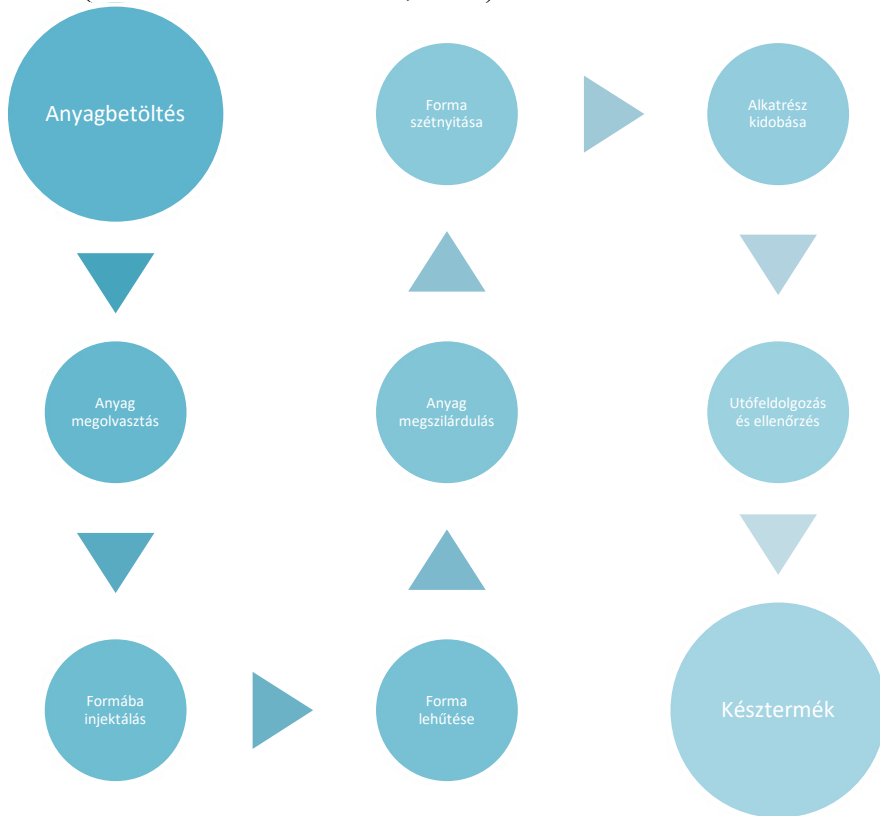 Anyagbetöltés
Anyag
megolvasztás
Formába
injektálás
Forma
lehűtése
Anyag
megszilárdulás
Forma
szétnyitása
Alkatrész
kidobása
Utófeldolgozás
és ellenőrzés
Késztermék